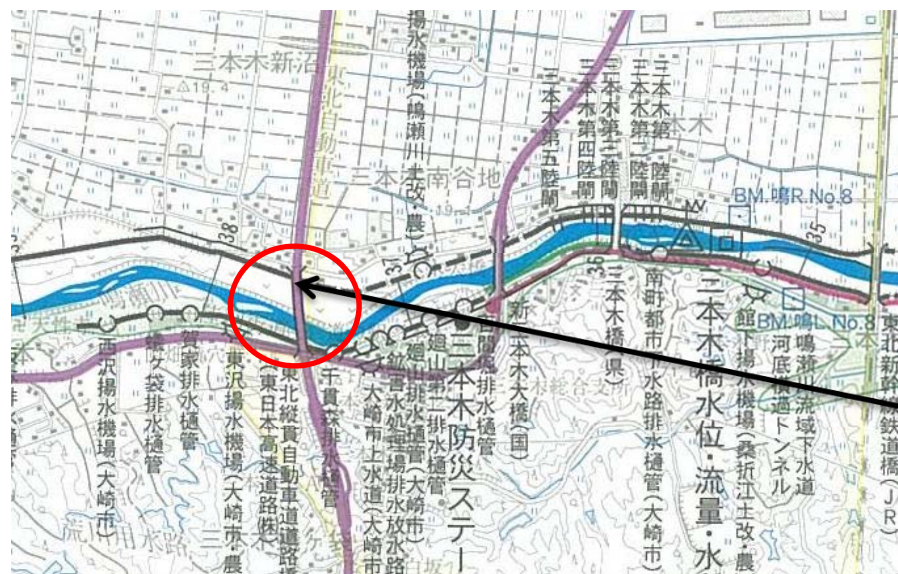 三本木新沼
△19.4
東北自動車道
揚水機場(鳴瀬川土改・農
三本木南谷地
三本木第五陸閘
三本木第四陸閘
三本木第三陸閘
三本木第二陸閘
三本木第一陸閘
BM.鳴R.No.8
38
37
36
35
鳴瀬川
西沢揚水機場(大崎市)
猿ケ袋排水樋管
賀家排水樋管
東沢揚水機場(大崎市・農
東北縦貫自動車道道路橋
(東日本高速道路(株)
千貫森排水樋管
大崎市上水道(大崎市
廻山排水樋管(大崎市)
廻山第二排水樋管
三本木防災ステー
新三本木大橋(国)
三本木橋(県)
南町都市下水路排水樋管(大崎市)
三本木橋水位・流量・水
館下揚水機場(桑折江土改・農
BM.鳴L.No.8
鳴瀬川流域下水道
河底横過トンネル
東北新幹線鉄道橋(JR)